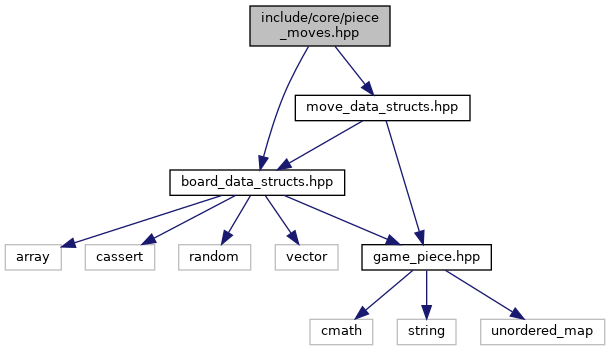 include/core/piece
_moves.hpp
move_data_structs.hpp
board_data_structs.hpp
array
cassert
random
vector
game_piece.hpp
cmath
string
unordered_map